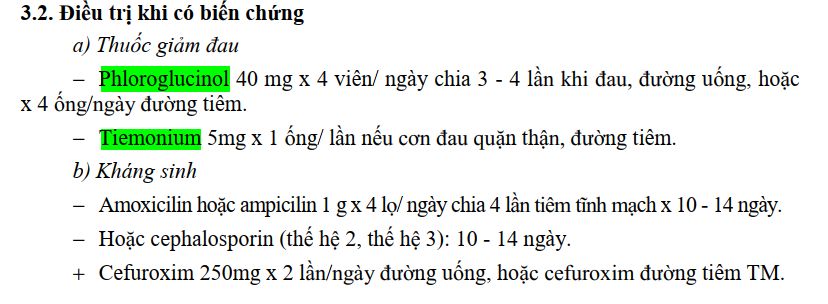 3.2. Điều trị khi có biến chứng
a) Thuốc giảm đau
− Phloroglucinol 40 mg x 4 viên/ ngày chia 3 - 4 lần khi đau, đường uống, hoặc
x 4 ống/ngày đường tiêm.
− Tiemonium 5mg x 1 ống/ lần nếu cơn đau quặn thận, đường tiêm.
b) Kháng sinh
− Amoxicilin hoặc ampicilin 1 g x 4 lọ/ ngày chia 4 lần tiêm tĩnh mạch x 10 - 14 ngày.
− Hoặc cephalosporin (thế hệ 2, thế hệ 3): 10 - 14 ngày.
+ Cefuroxim 250mg x 2 lần/ngày đường uống, hoặc cefuroxim đường tiêm TM.